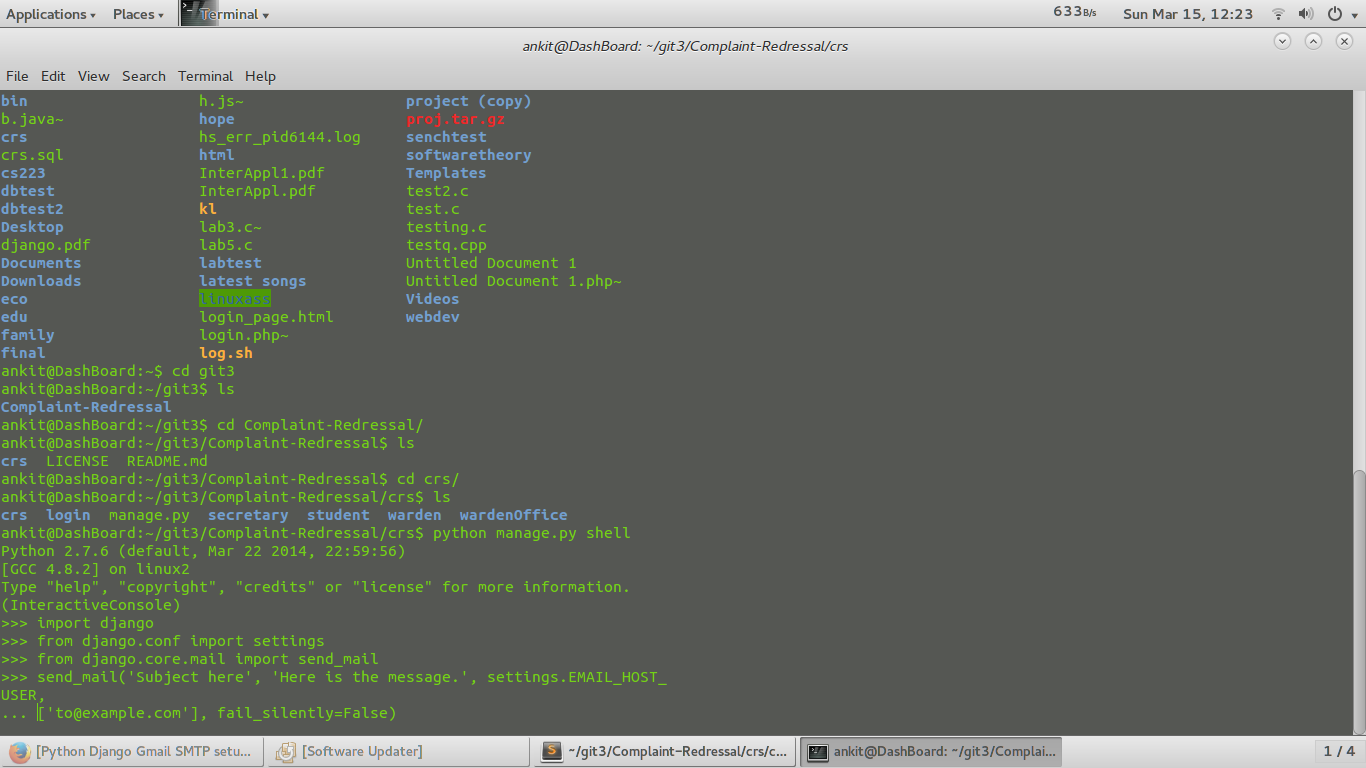 Applications Places Terminal 633B/s Sun Mar 15, 12:23
ankit@DashBoard: ~/git3/Complaint-Redressal/crs
File Edit View Search Terminal Help
bin h.js~ project (copy)
b.java~ hope proj.tar.gz
crs hs_err_pid6144.log senchtest
crs.sql html softwaretheory
cs223 InterAppl1.pdf Templates
dbtest InterAppl.pdf test2.c
dbtest2 kl test.c
Desktop lab3.c~ testing.c
django.pdf lab5.c testq.cpp
Documents labtest Untitled Document 1
Downloads latest songs Untitled Document 1.php~
eco linuxass Videos
edu login_page.html webdev
family login.php~
final log.sh
ankit@DashBoard:~$ cd git3
ankit@DashBoard:~/git3$ ls
Complaint-Redressal
ankit@DashBoard:~/git3$ cd Complaint-Redressal/
ankit@DashBoard:~/git3/Complaint-Redressal$ ls
crs LICENSE README.md
ankit@DashBoard:~/git3/Complaint-Redressal$ cd crs/
ankit@DashBoard:~/git3/Complaint-Redressal/crs$ ls
crs login manage.py secretary student warden wardenOffice
ankit@DashBoard:~/git3/Complaint-Redressal/crs$ python manage.py shell
Python 2.7.6 (default, Mar 22 2014, 22:59:56)
[GCC 4.8.2] on linux2
Type "help", "copyright", "credits" or "license" for more information.
(InteractiveConsole)
>>> import django
>>> from django.conf import settings
>>> from django.core.mail import send_mail
>>> send_mail('Subject here', 'Here is the message.', settings.EMAIL_HOST_
USER,
... ['to@example.com'], fail_silently=False)
[Python Django Gmail SMTP setu... [Software Updater] ~/git3/Complaint-Redressal/crs/c... ankit@DashBoard: ~/git3/Complai... 1 / 4